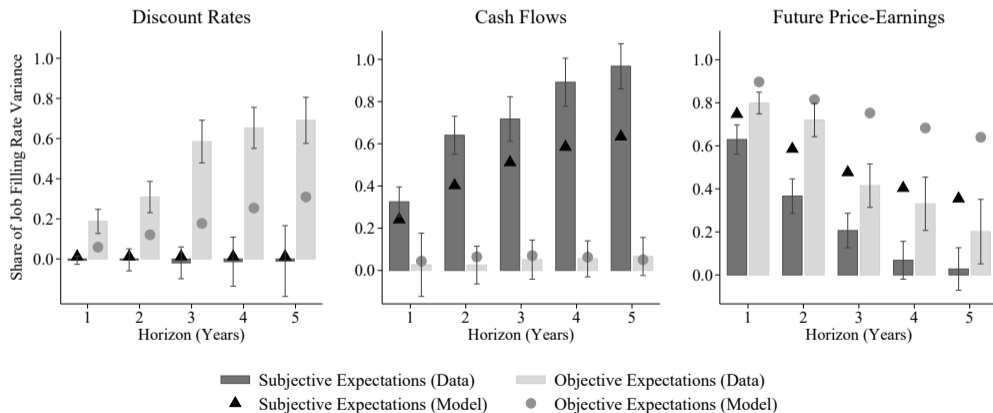 Discount Rates
Cash Flows
Future Price-Earnings
Share of Job Filling Rate Variance
1.0
0.8
0.6
0.4
0.2
0.0
1 2 3 4 5
Horizon (Years)
1.0
0.8
0.6
0.4
0.2
0.0
1 2 3 4 5
Horizon (Years)
1.0
0.8
0.6
0.4
0.2
0.0
1 2 3 4 5
Horizon (Years)
Subjective Expectations (Data)
Objective Expectations (Data)
Subjective Expectations (Model)
Objective Expectations (Model)